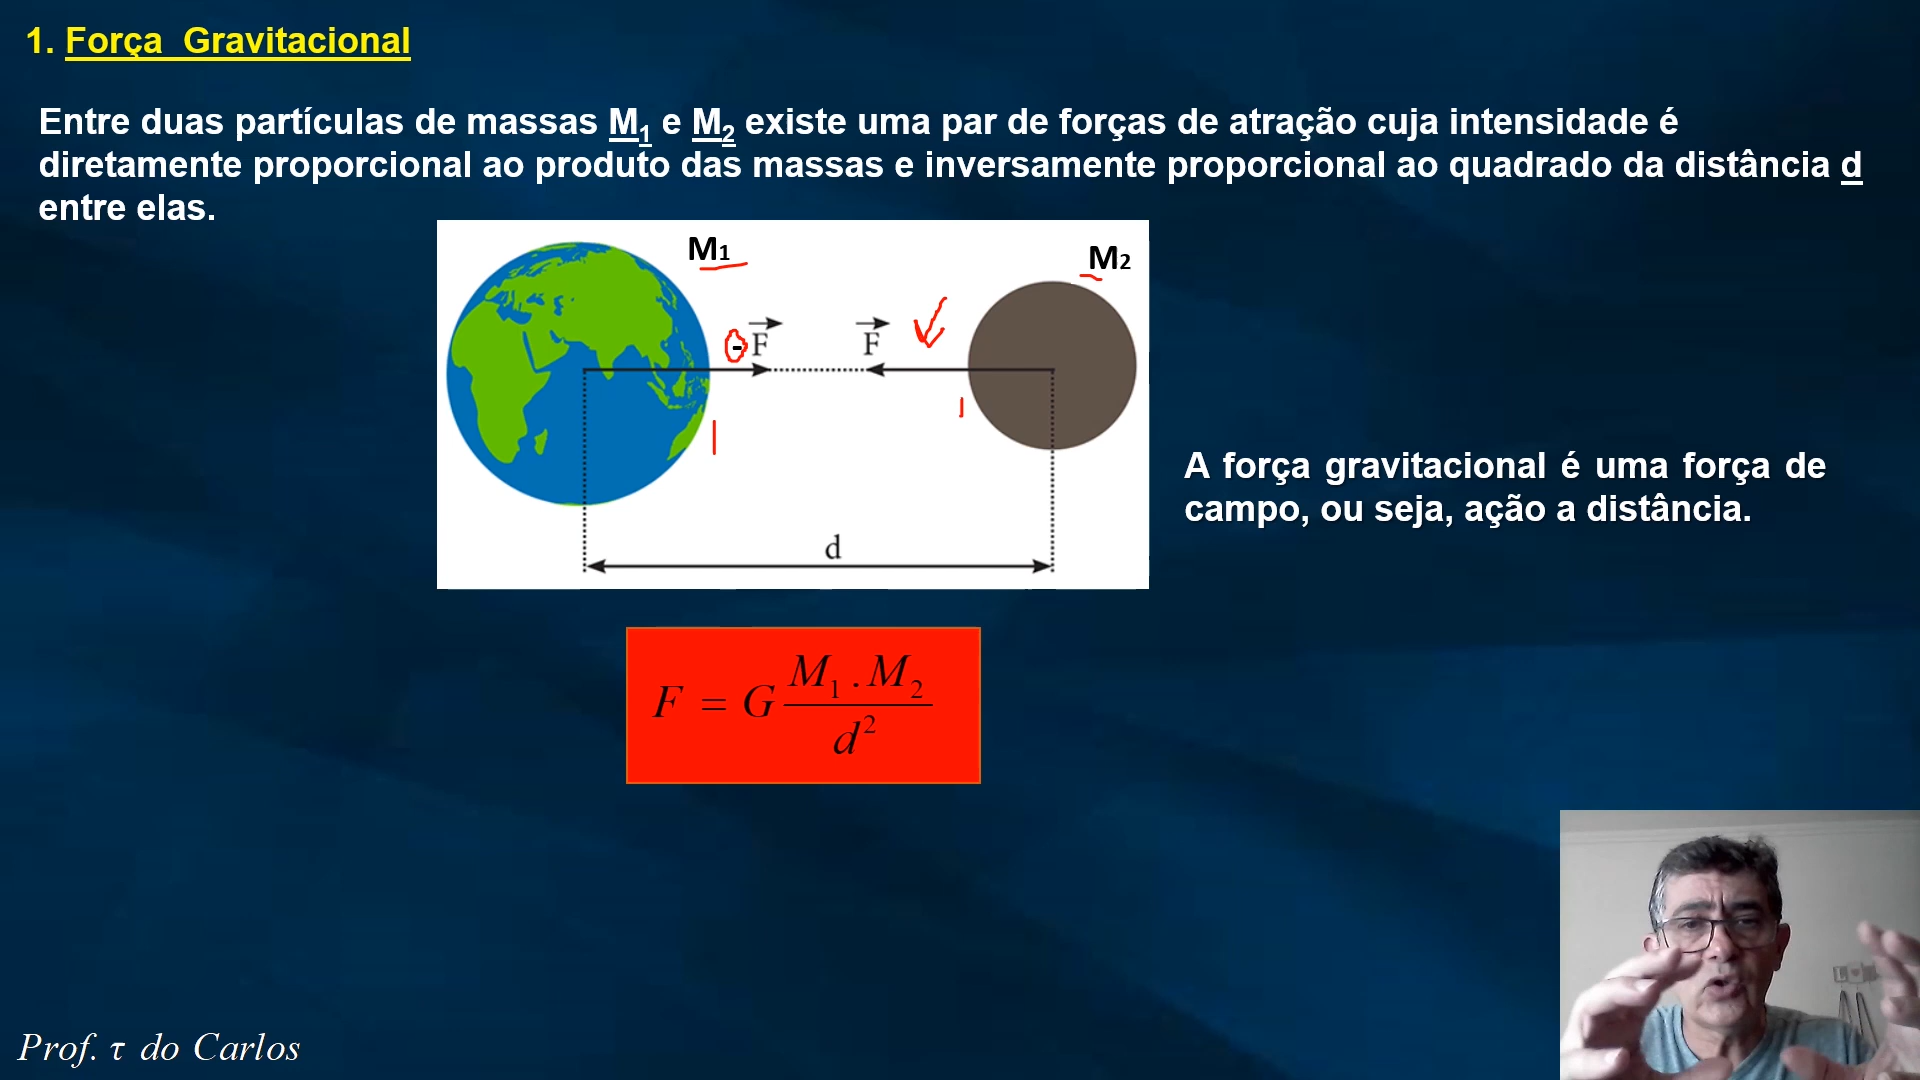 1. Força Gravitacional
Entre duas partículas de massas M₁ e M₂ existe uma par de forças de atração cuja intensidade é
diretamente proporcional ao produto das massas e inversamente proporcional ao quadrado da distância d
entre elas.
M₁
M₂
-F⃗
F⃗
d
A força gravitacional é uma força de
campo, ou seja, ação a distância.
F = G M₁ . M₂ / d²
Prof. τ do Carlos